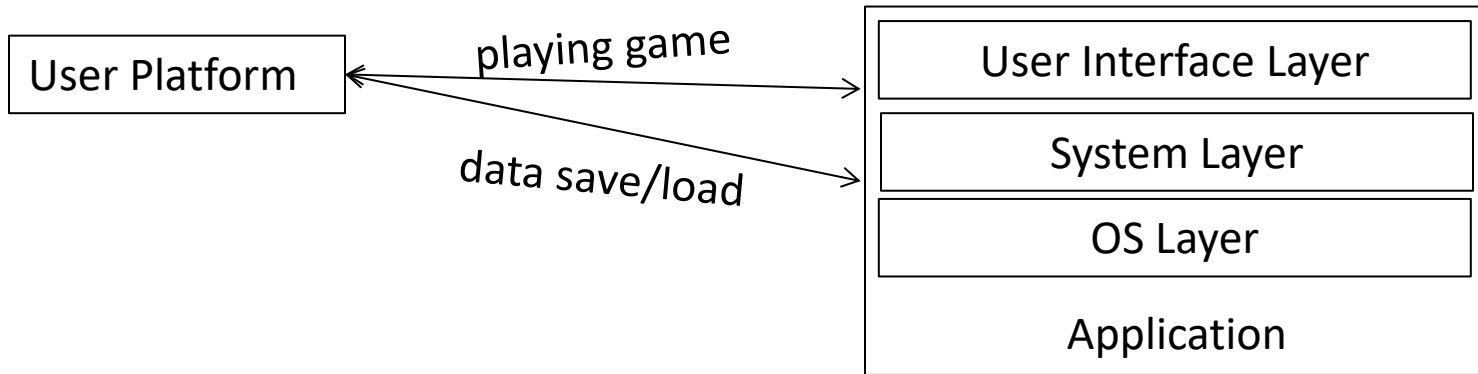 User Platform
playing game
data save/load
User Interface Layer
System Layer
OS Layer
Application